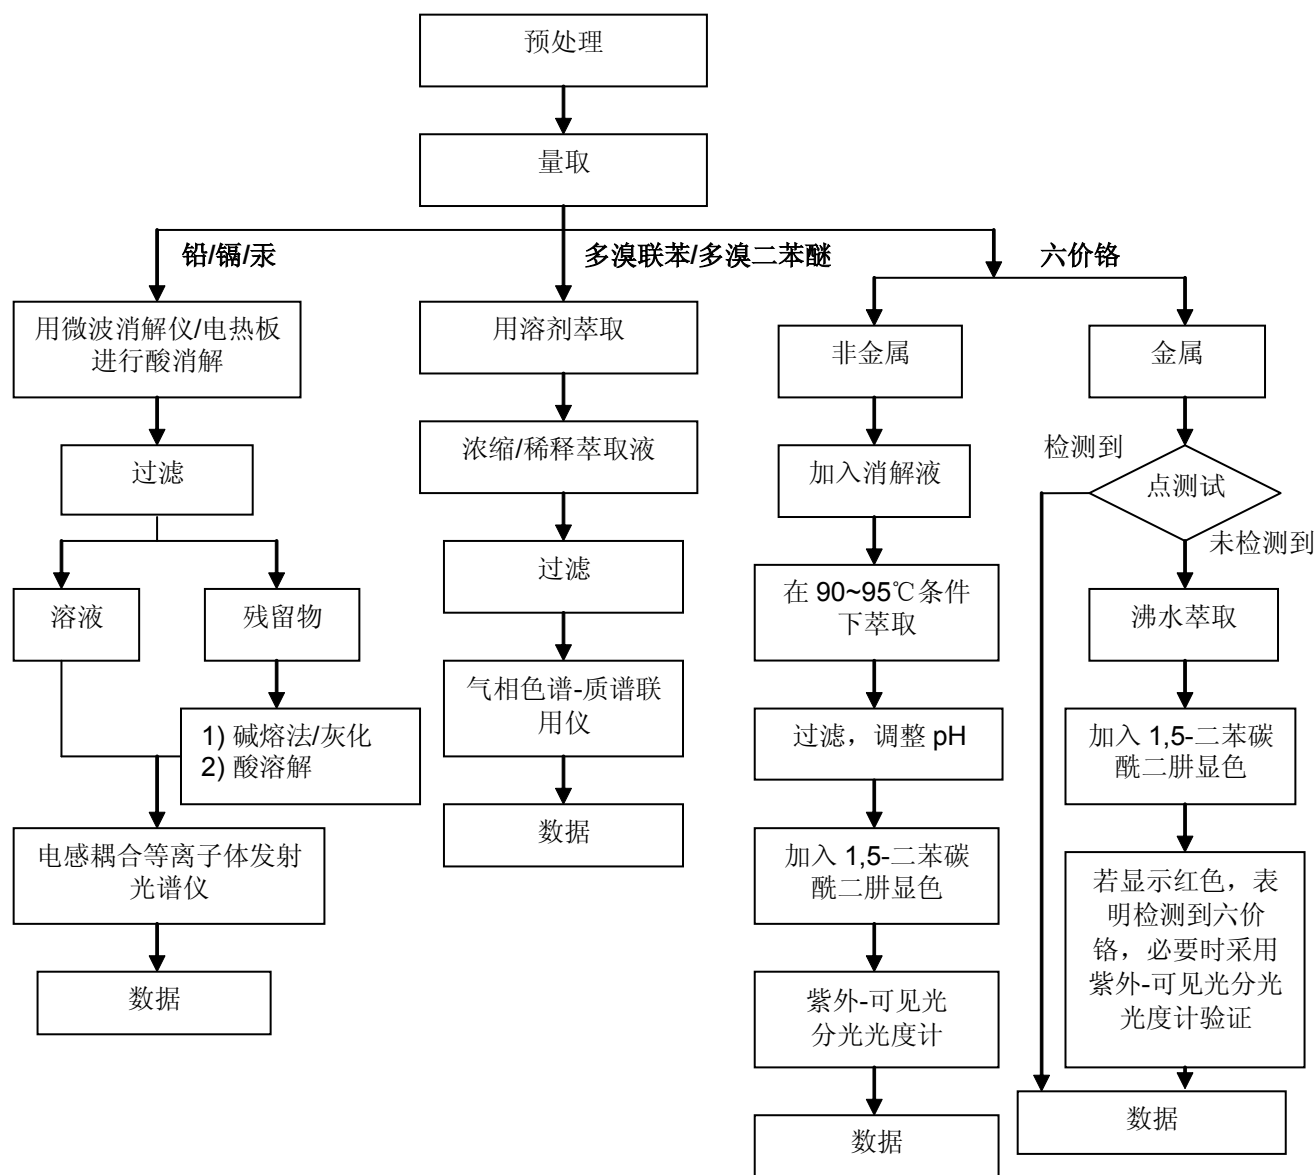 预处理
量取
铅/镉/汞
多溴联苯/多溴二苯醚
六价铬
用微波消解仪/电热板
进行酸消解
过滤
溶液
残留物
1) 碱熔法/灰化
2) 酸溶解
电感耦合等离子体发射
光谱仪
数据
用溶剂萃取
浓缩/稀释萃取液
过滤
气相色谱-质谱联
用仪
数据
非金属
加入消解液
在 90~95℃条件
下萃取
过滤，调整 pH
加入 1,5-二苯碳
酰二肼显色
紫外-可见光
分光光度计
数据
金属
检测到
点测试
未检测到
沸水萃取
加入 1,5-二苯碳
酰二肼显色
若显示红色，表
明检测到六价
铬，必要时采用
紫外-可见光分光
光度计验证
数据